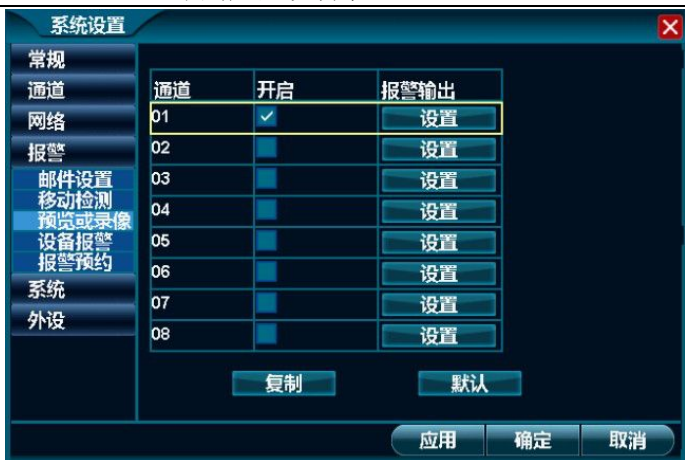 系统设置
常规
通道
网络
报警
邮件设置
移动检测
预览或录像
设备报警
报警预约
系统
外设
通道 开启 报警输出
01 设置
02 设置
03 设置
04 设置
05 设置
06 设置
07 设置
08 设置
复制 默认
应用 确定 取消